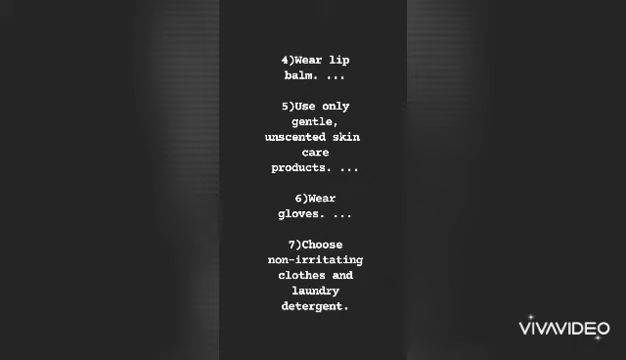 4)Wear lip
balm. ...
5)Use only
gentle,
unscented skin
care
products. ...
6)Wear
gloves. ...
7)Choose
non-irritating
clothes and
laundry
detergent.
VIVAVIDEO